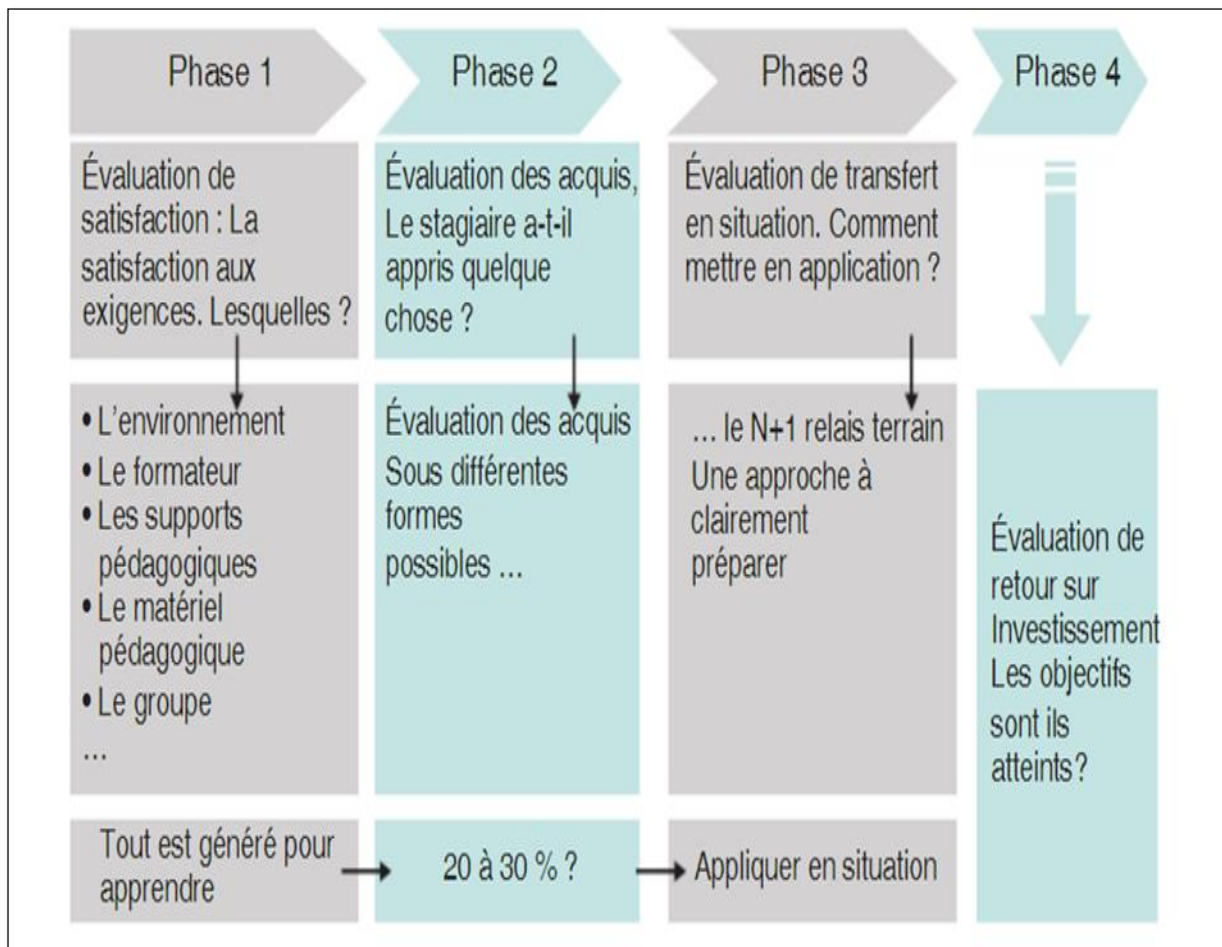 Phase 1
Phase 2
Phase 3
Phase 4
Évaluation de
satisfaction : La
satisfaction aux
exigences. Lesquelles ?
Évaluation des acquis,
Le stagiaire a-t-il
appris quelque
chose ?
Évaluation de transfert
en situation. Comment
mettre en application ?
• L'environnement
• Le formateur
• Les supports
pédagogiques
• Le matériel
pédagogique
• Le groupe
...
Évaluation des acquis
Sous différentes
formes
possibles ...
... le N+1 relais terrain
Une approche à
clairement
préparer
Évaluation de
retour sur
Investissement
Les objectifs
sont ils
atteints?
Tout est généré pour
apprendre
20 à 30 % ?
Appliquer en situation